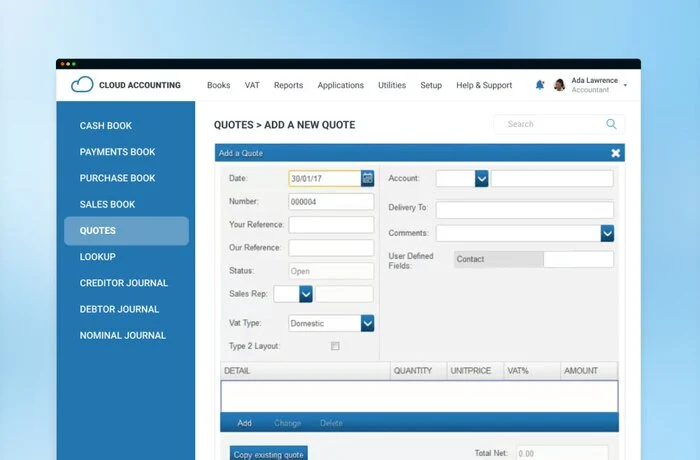 CLOUD ACCOUNTING
Books VAT Reports Applications Utilities Setup Help & Support
Ada Lawrence
Accountant
CASH BOOK
PAYMENTS BOOK
PURCHASE BOOK
SALES BOOK
QUOTES
LOOKUP
CREDITOR JOURNAL
DEBTOR JOURNAL
NOMINAL JOURNAL
QUOTES > ADD A NEW QUOTE
Search
Add a Quote
Date: 30/01/17
Number: 000004
Your Reference:
Our Reference:
Status: Open
Sales Rep:
Vat Type: Domestic
Type 2 Layout:
Account:
Delivery To:
Comments:
User Defined
Fields: Contact
DETAIL QUANTITY UNITPRICE VAT% AMOUNT
Add Change Delete
Copy existing quote
Total Net: 0.00